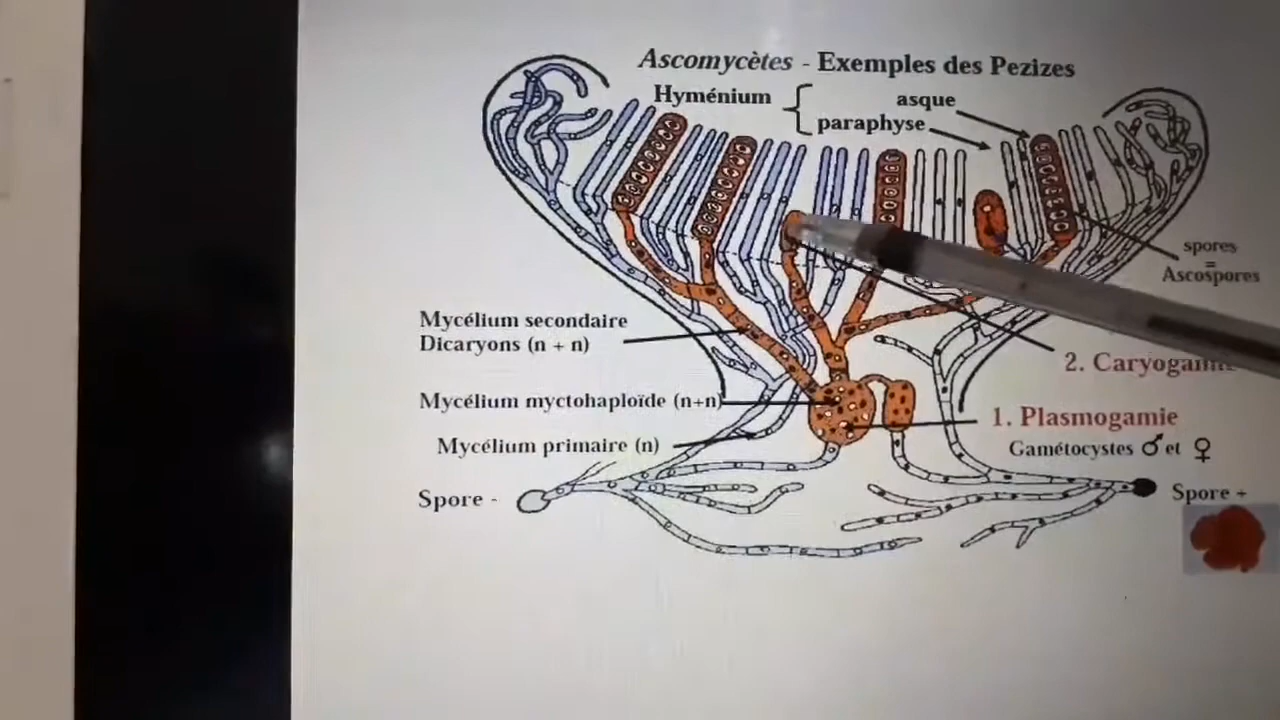 Ascomycètes - Exemples des Pezizes
Hyménium
asque
paraphyse
spores
=
Ascospores
Mycélium secondaire
Dicaryons (n + n)
2. Caryogamie
Mycélium myctohaploïde (n+n)
1. Plasmogamie
Mycélium primaire (n)
Gamétocystes ♂ et ♀
Spore -
Spore +